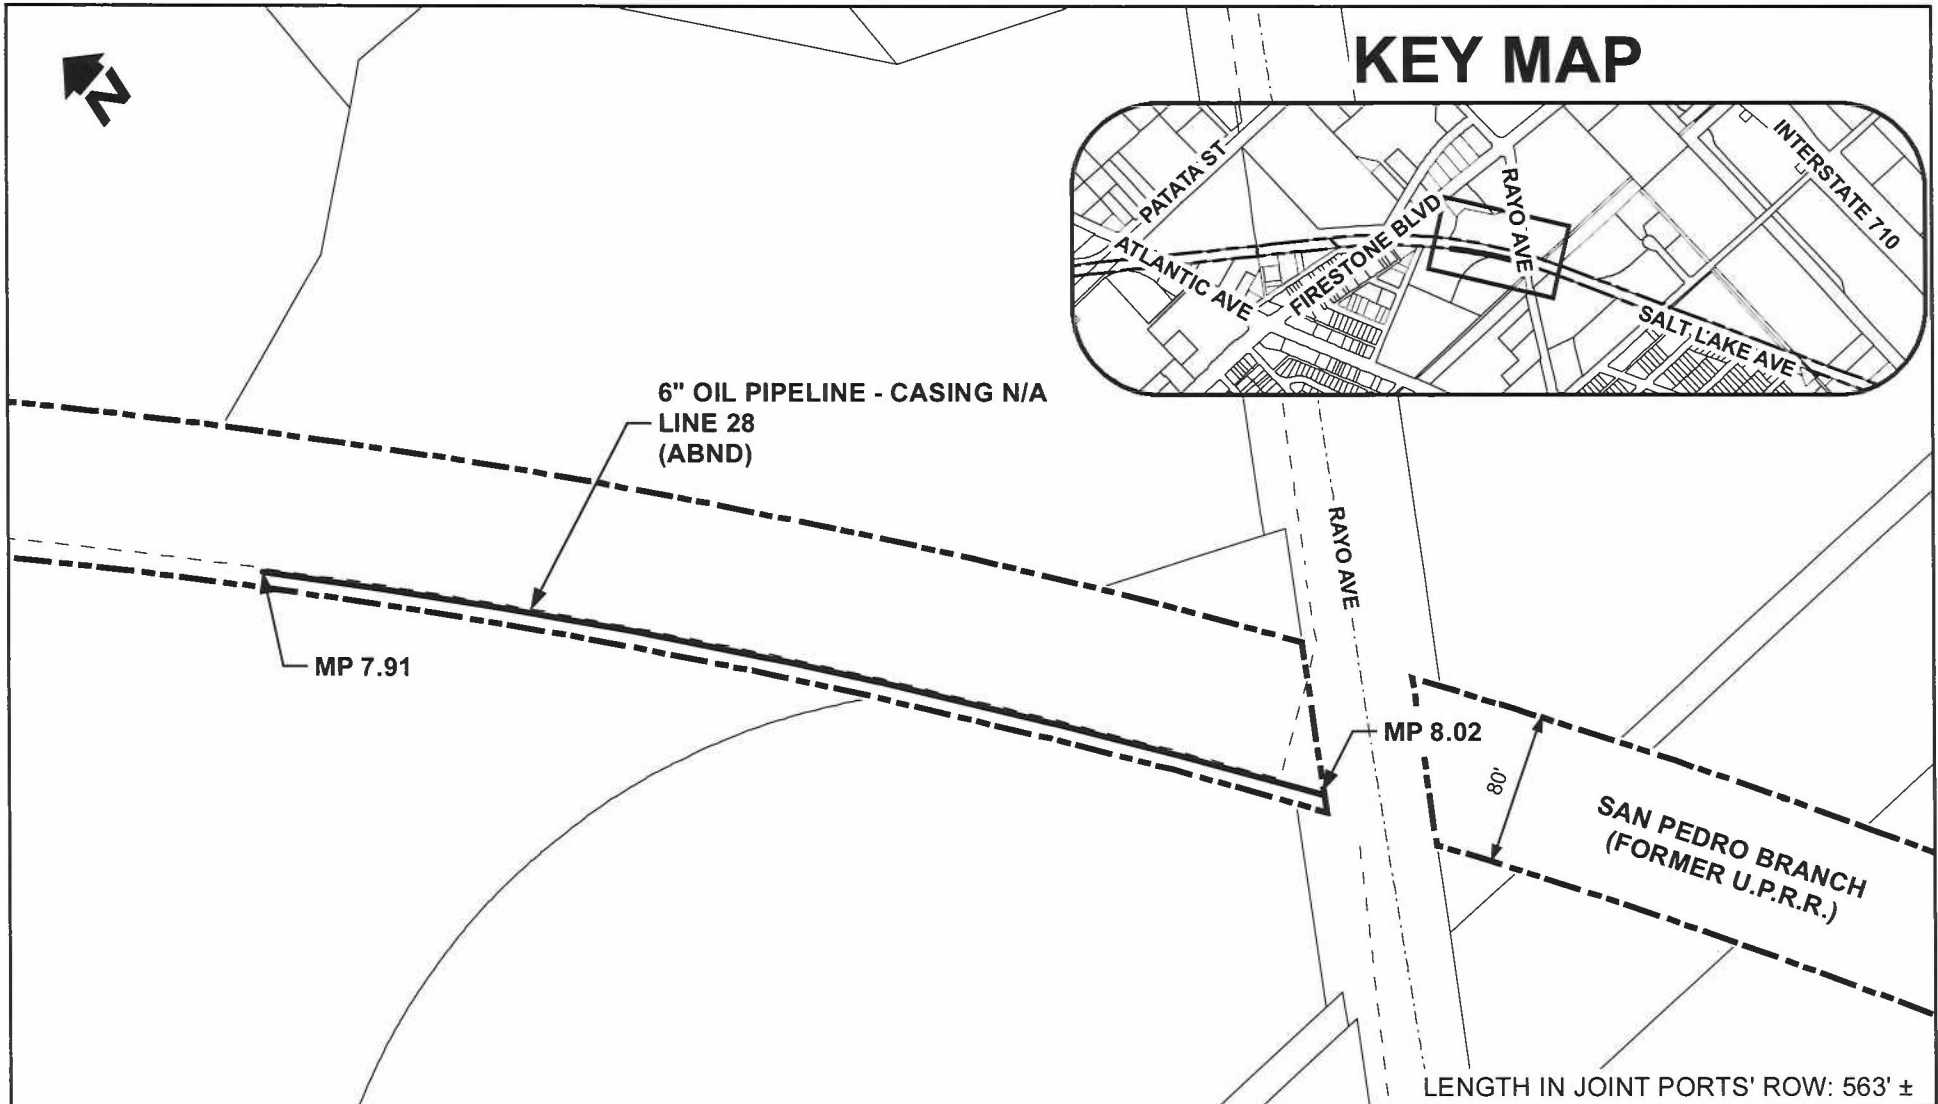 N
KEY MAP
PATATA ST
ATLANTIC AVE
FIRESTONE BLVD
RAYO AVE
INTERSTATE 710
SALT LAKE AVE
6" OIL PIPELINE - CASING N/A
LINE 28
(ABND)
RAYO AVE
MP 7.91
MP 8.02
80'
SAN PEDRO BRANCH
(FORMER U.P.R.R.)
LENGTH IN JOINT PORTS' ROW: 563' ±